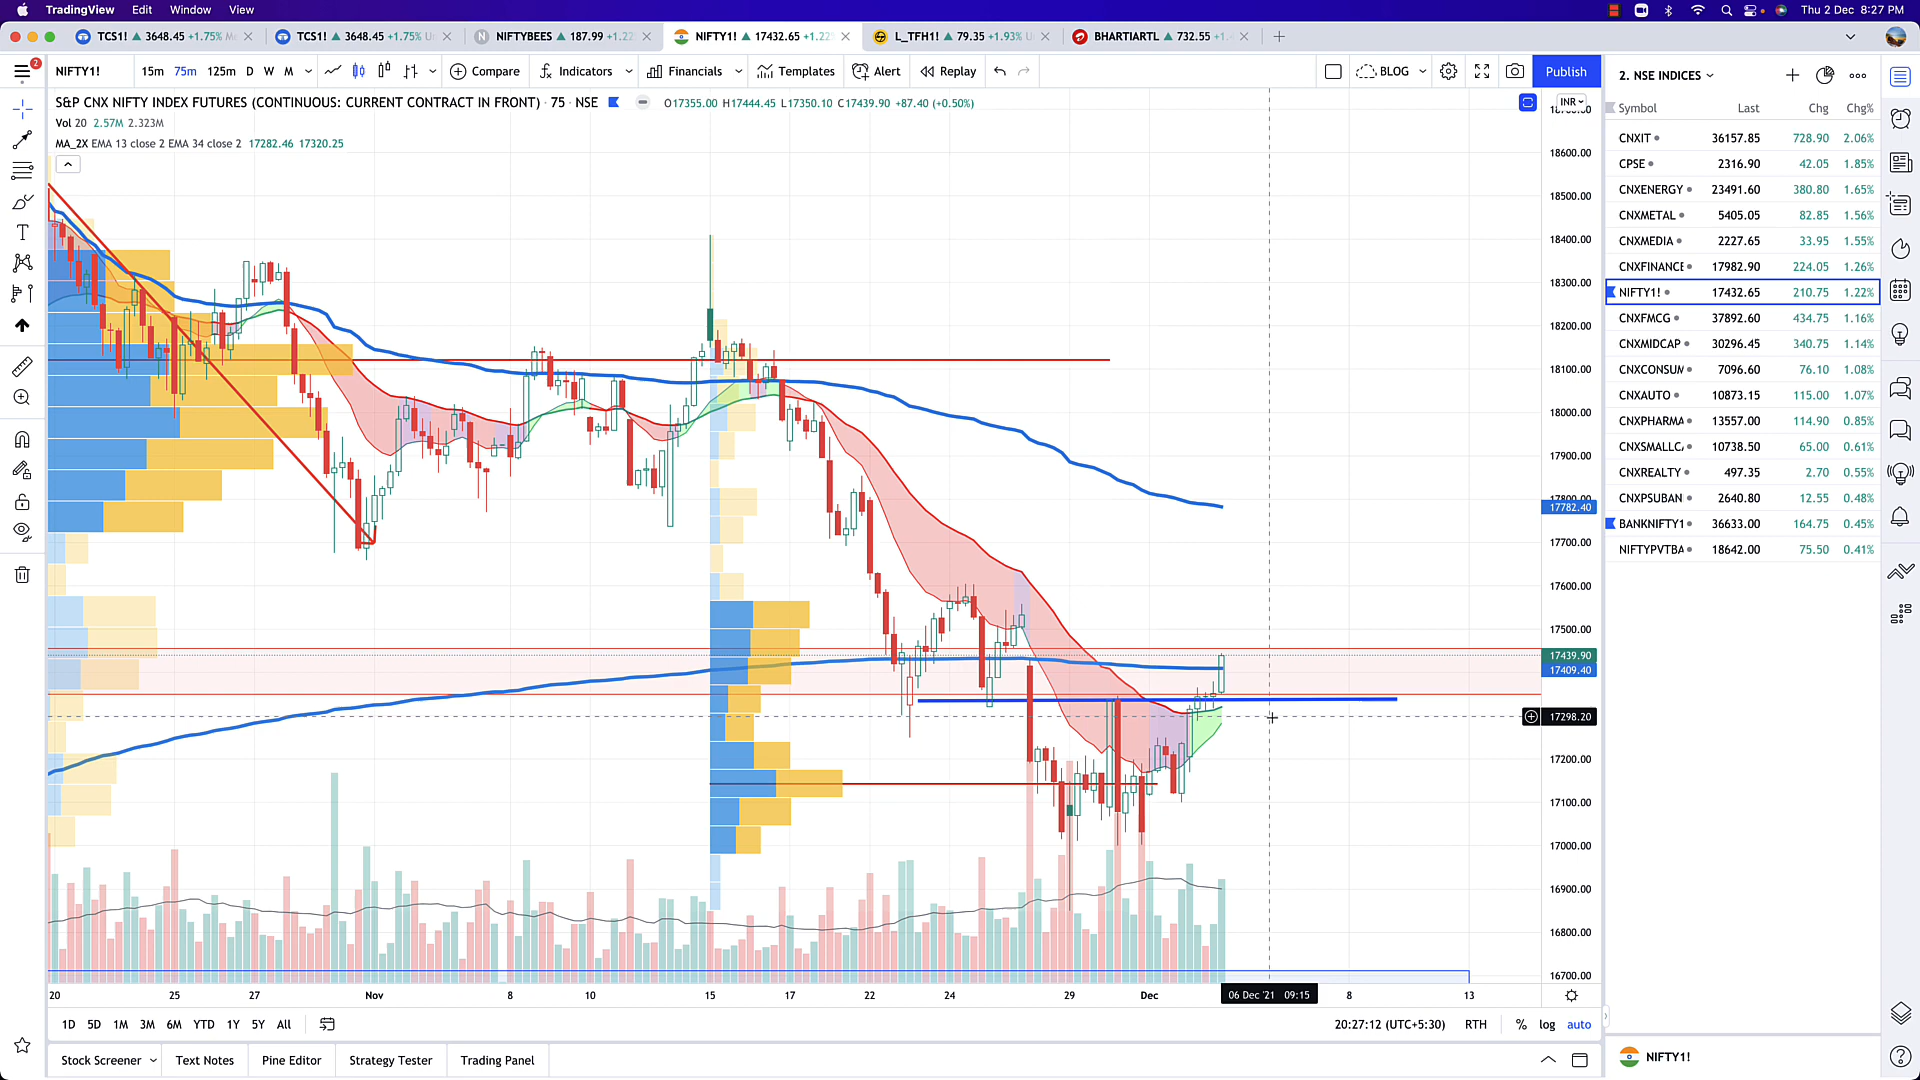 TradingView Edit Window View Thu 2 Dec 8:27 PM
TCS1! ▲ 3648.45 +1.75% TCS1! ▲ 3648.45 +1.75% NIFTYBEES ▲ 187.99 +1.22% NIFTY1! ▲ 17432.65 +1.22% L_TFH1! ▲ 79.35 +1.93% BHARTIARTL ▲ 732.55
2 NIFTY1! 15m 75m 125m D W M Compare Indicators Financials Templates Alert Replay BLOG Publish
2. NSE INDICES
S&P CNX NIFTY INDEX FUTURES (CONTINUOUS: CURRENT CONTRACT IN FRONT) · 75 · NSE O17355.00 H17444.45 L17350.10 C17439.90 +87.40 (+0.50%)
INR
Vol 20 2.57M 2.323M
MA_2X EMA 13 close 2 EMA 34 close 2 17282.46 17320.25
18600.00
18500.00
18400.00
18300.00
18200.00
18100.00
18000.00
17900.00
17800.00
17782.40
17700.00
17600.00
17500.00
17439.90
17409.40
17298.20
17200.00
17100.00
17000.00
16900.00
16800.00
16700.00
20 25 27 Nov 8 10 15 17 22 24 29 Dec 06 Dec '21 09:15 8 13
1D 5D 1M 3M 6M YTD 1Y 5Y All 20:27:12 (UTC+5:30) RTH % log auto
Stock Screener Text Notes Pine Editor Strategy Tester Trading Panel
Symbol Last Chg Chg%
CNXIT 36157.85 728.90 2.06%
CPSE 2316.90 42.05 1.85%
CNXENERGY 23491.60 380.80 1.65%
CNXMETAL 5405.05 82.85 1.56%
CNXMEDIA 2227.65 33.95 1.55%
CNXFINANCE 17982.90 224.05 1.26%
NIFTY1! 17432.65 210.75 1.22%
CNXFMCG 37892.60 434.75 1.16%
CNXMIDCAP 30296.45 340.75 1.14%
CNXCONSUM 7096.60 76.10 1.08%
CNXAUTO 10873.15 115.00 1.07%
CNXPHARMA 13557.00 114.90 0.85%
CNXSMALLC 10738.50 65.00 0.61%
CNXREALTY 497.35 2.70 0.55%
CNXPSUBAN 2640.80 12.55 0.48%
BANKNIFTY1 36633.00 164.75 0.45%
NIFTYPVTBA 18642.00 75.50 0.41%
NIFTY1!